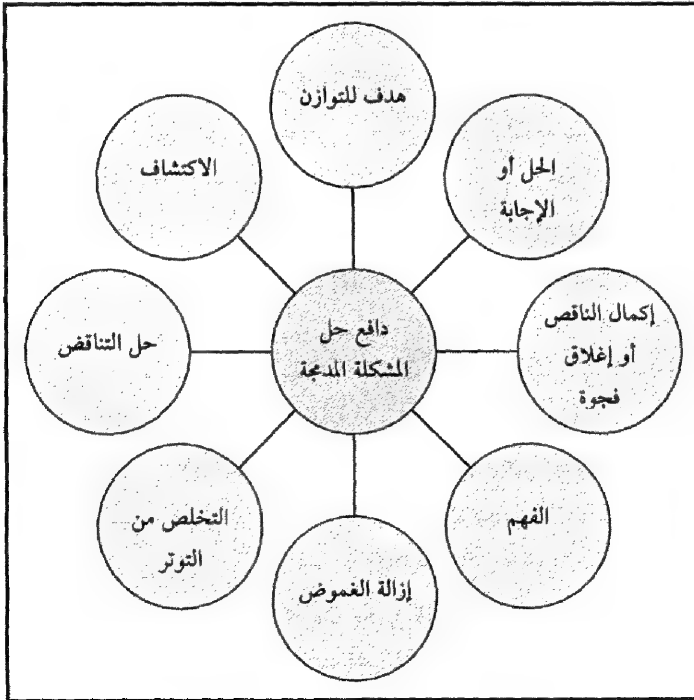 هدف للتوازن
الحل أو
الإجابة
الاكتشاف
إكمال الناقص
أو إغلاق
فجوة
دافع حل
المشكلة المدمجة
حل التناقض
الفهم
التخلص من
التوتر
إزالة الغموض